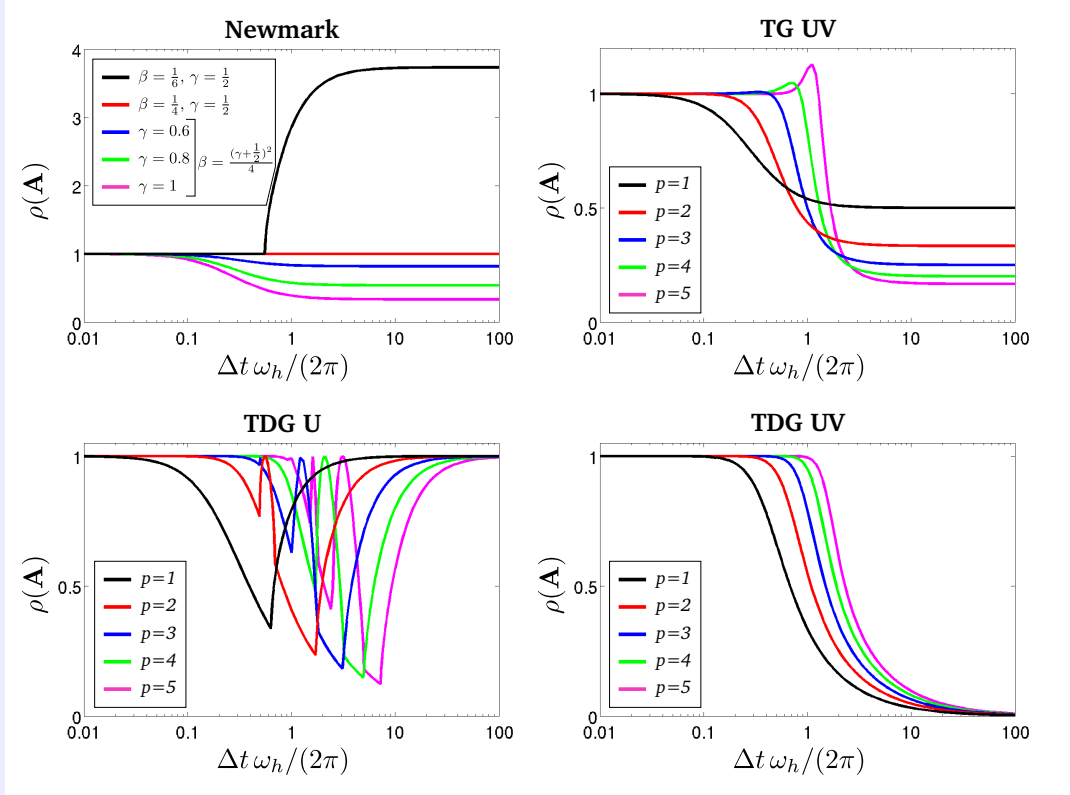 Newmark
ρ(A)
4
3
2
1
0
β = 1/6, γ = 1/2
β = 1/4, γ = 1/2
γ = 0.6
γ = 0.8
γ = 1
β = (γ+1/2)²/4
0.01 0.1 1 10 100
Δt ω_h/(2π)
TG UV
ρ(A)
1
0.5
0
p=1
p=2
p=3
p=4
p=5
0.01 0.1 1 10 100
Δt ω_h/(2π)
TDG U
ρ(A)
1
0.5
0
p=1
p=2
p=3
p=4
p=5
0.01 0.1 1 10 100
Δt ω_h/(2π)
TDG UV
ρ(A)
1
0.5
0
p=1
p=2
p=3
p=4
p=5
0.01 0.1 1 10 100
Δt ω_h/(2π)